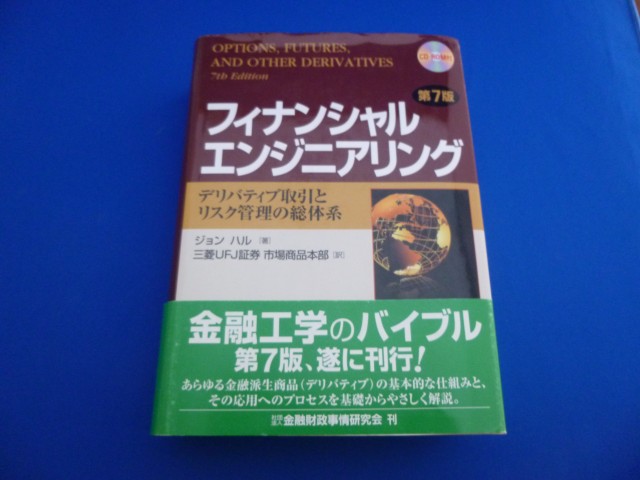 OPTIONS, FUTURES,
AND OTHER DERIVATIVES
7th Edition
CD-ROM付
第7版
フィナンシャル
エンジニアリング
デリバティブ取引と
リスク管理の総体系
ジョン ハル [著]
三菱UFJ証券 市場商品本部 [訳]
金融工学のバイブル
第7版、遂に刊行!
あらゆる金融派生商品(デリバティブ)の基本的な仕組みと、
その応用へのプロセスを基礎からやさしく解説。
社団法人 金融財政事情研究会 刊